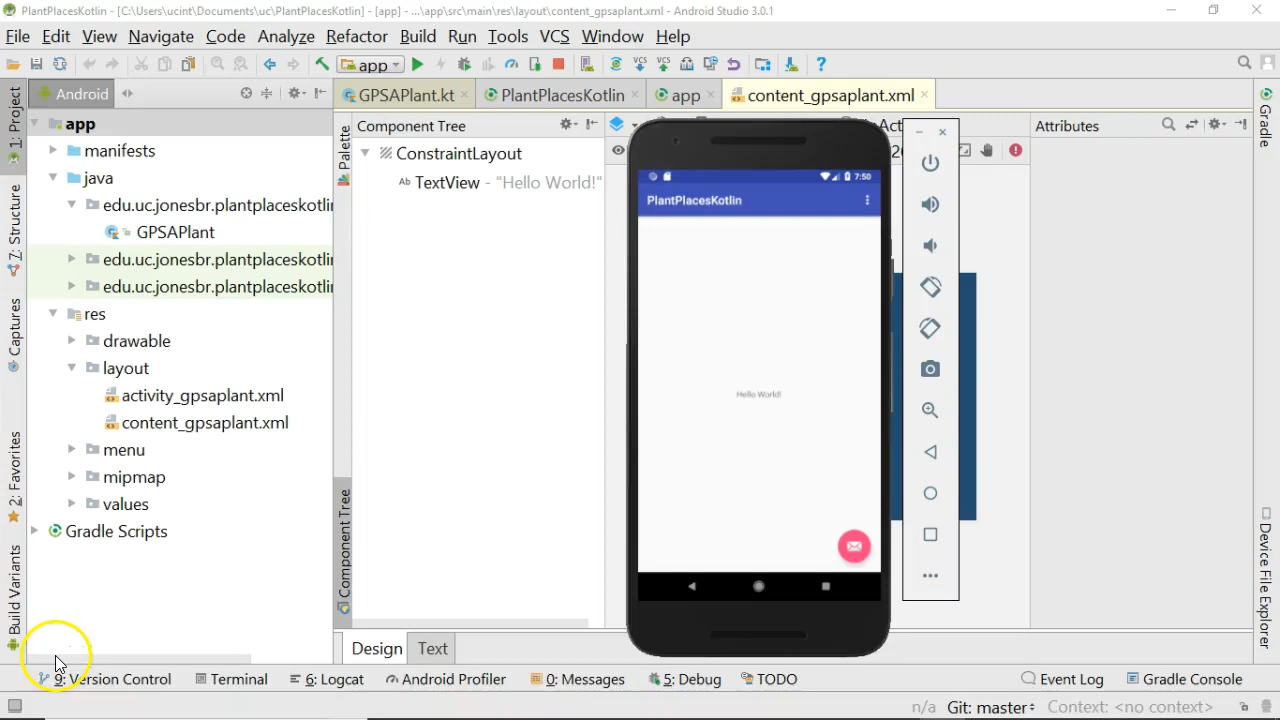 PlantPlacesKotlin - [C:\Users\ucint\Documents\uc\PlantPlacesKotlin] - [app] - ...\app\src\main\res\layout\content_gpsaplant.xml - Android Studio 3.0.1
File Edit View Navigate Code Analyze Refactor Build Run Tools VCS Window Help
app
Android
GPSAPlant.kt
PlantPlacesKotlin
app
content_gpsaplant.xml
1: Project
Z: Structure
Captures
2: Favorites
Build Variants
app
manifests
java
edu.uc.jonesbr.plantplaceskotlin
GPSAPlant
edu.uc.jonesbr.plantplaceskotlin
edu.uc.jonesbr.plantplaceskotlin
res
drawable
layout
activity_gpsaplant.xml
content_gpsaplant.xml
menu
mipmap
values
Gradle Scripts
Palette
Component Tree
Component Tree
ConstraintLayout
Ab TextView - "Hello World!"
Design Text
7:50
PlantPlacesKotlin
Hello World!
Attributes
Gradle
Device File Explorer
9: Version Control Terminal 6: Logcat Android Profiler 0: Messages 5: Debug TODO Event Log Gradle Console
n/a Git: master Context: <no context>